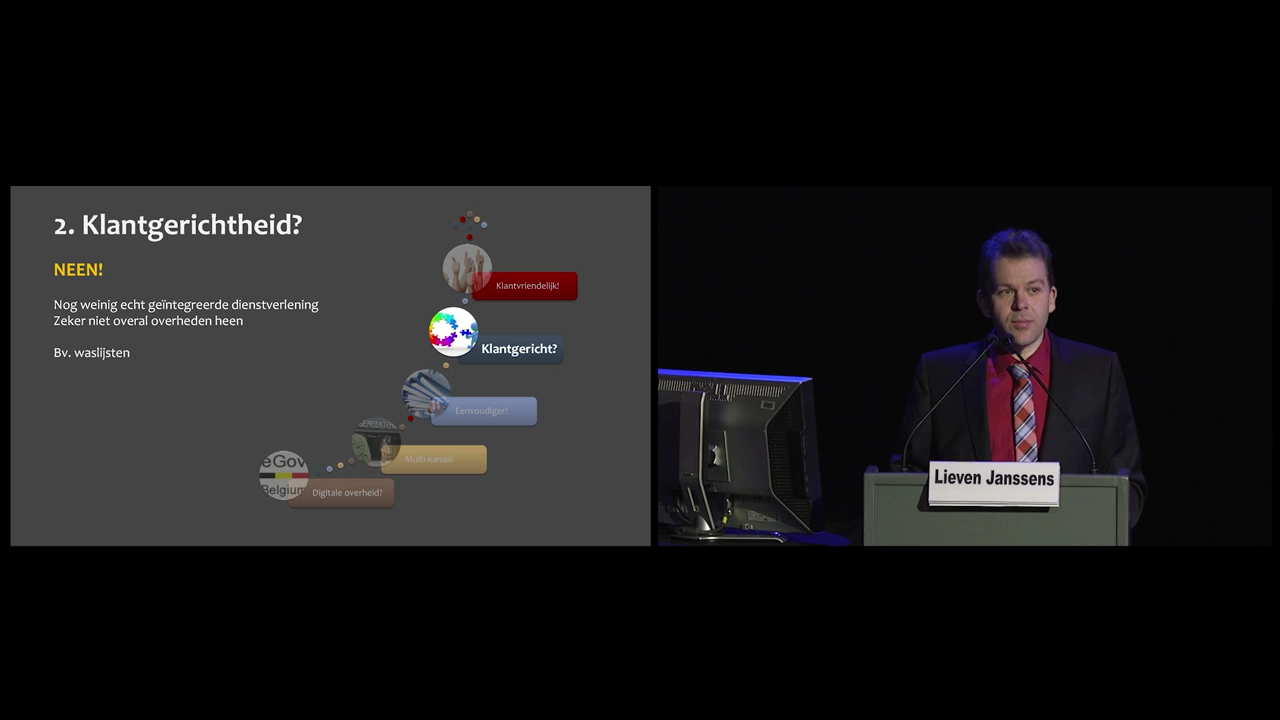 2. Klantgerichtheid?
NEEN!
Nog weinig echt geïntegreerde dienstverlening
Zeker niet overal overheden heen
Bv. waslijsten
Klantvriendelijk!
Klantgericht?
Eenvoudiger?
Multi-kanaal
eGov
Belgium
Digitale overheid?
Lieven Janssens